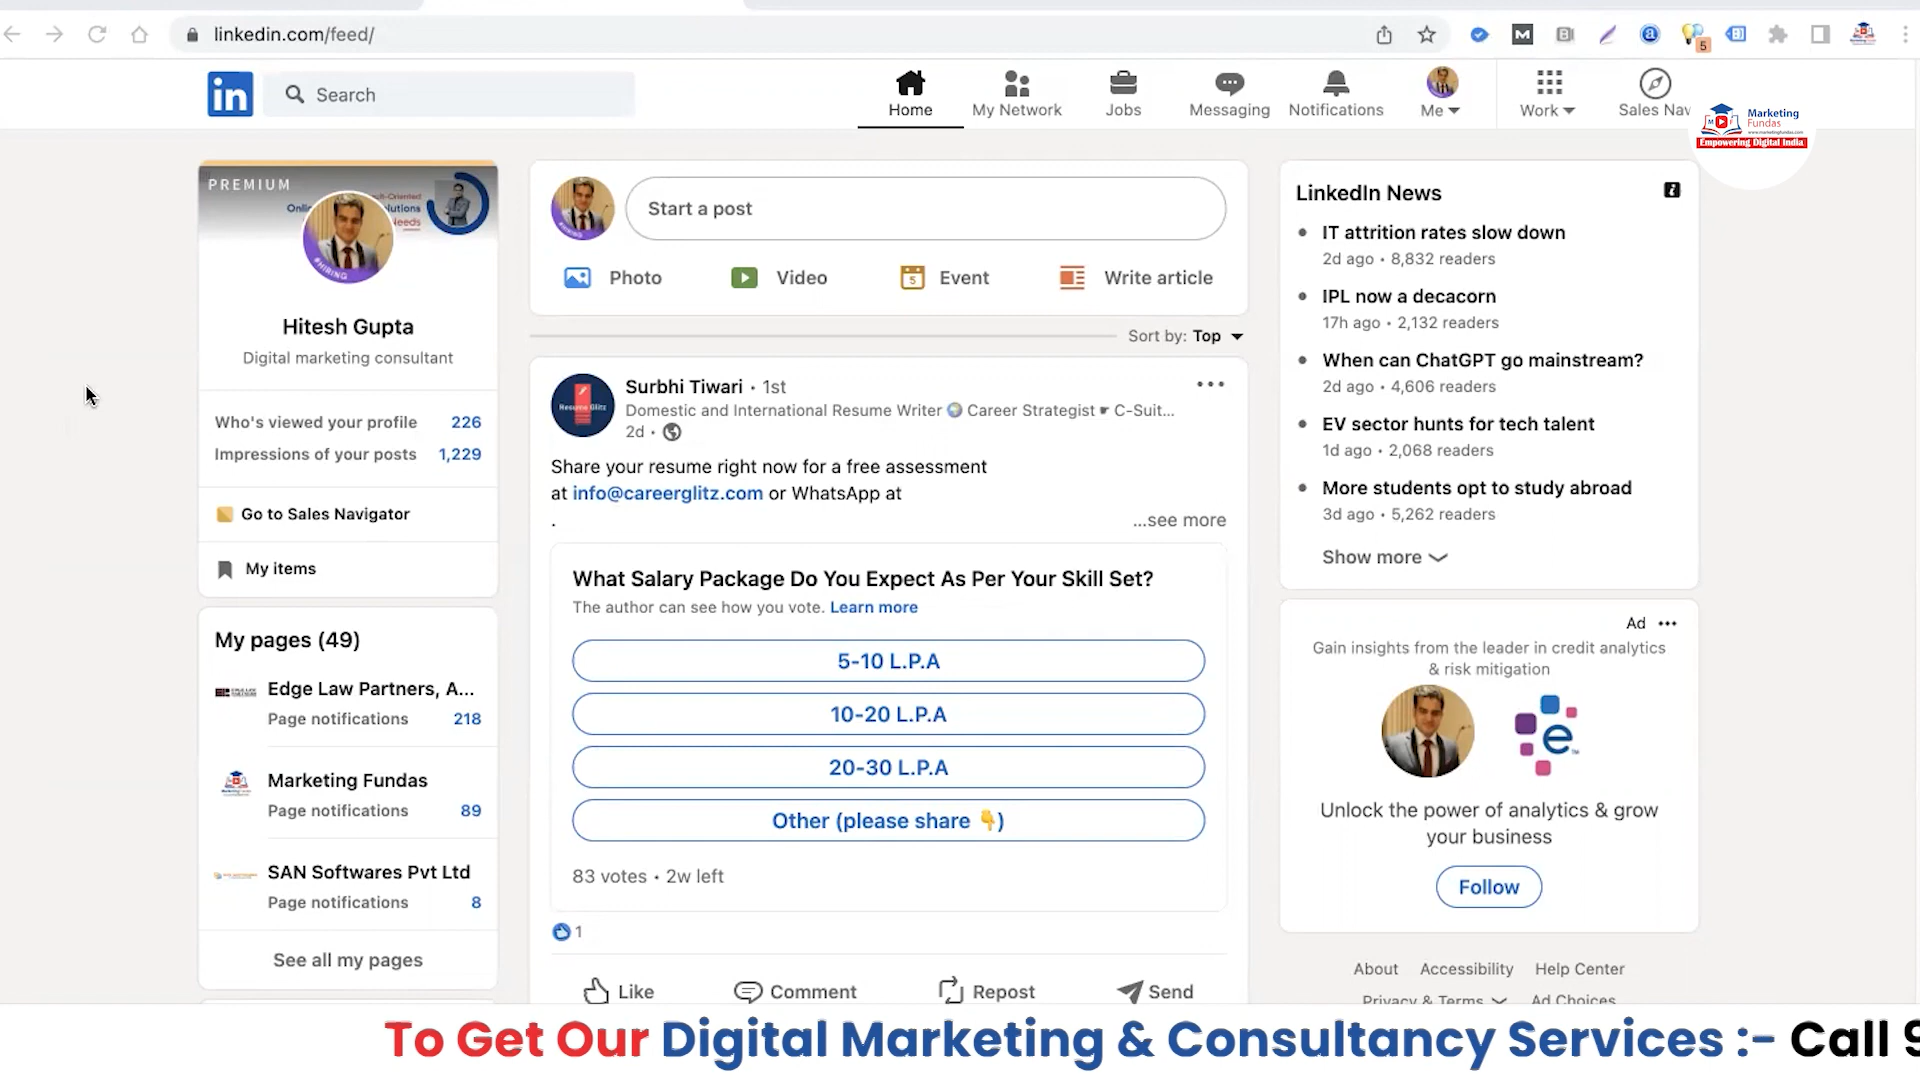 linkedin.com/feed/
5
in
Search
Home
My Network
Jobs
Messaging
Notifications
Me
Work
Sales Nav
Marketing
Fundas
www.marketingfundas.com
Empowering Digital India
PREMIUM
#HIRING
Hitesh Gupta
Digital marketing consultant
Who's viewed your profile 226
Impressions of your posts 1,229
Go to Sales Navigator
My items
My pages (49)
Edge Law Partners, A...
Page notifications 218
Marketing Fundas
Page notifications 89
SAN Softwares Pvt Ltd
Page notifications 8
See all my pages
Start a post
Photo
Video
5
Event
Write article
Sort by: Top
Resume Glitz
Surbhi Tiwari • 1st
Domestic and International Resume Writer 🌍 Career Strategist ☛ C-Suit...
2d •
Share your resume right now for a free assessment
at info@careerglitz.com or WhatsApp at
.
...see more
What Salary Package Do You Expect As Per Your Skill Set?
The author can see how you vote. Learn more
5-10 L.P.A
10-20 L.P.A
20-30 L.P.A
Other (please share 👇)
83 votes • 2w left
1
Like
Comment
Repost
Send
LinkedIn News
IT attrition rates slow down
2d ago • 8,832 readers
IPL now a decacorn
17h ago • 2,132 readers
When can ChatGPT go mainstream?
2d ago • 4,606 readers
EV sector hunts for tech talent
1d ago • 2,068 readers
More students opt to study abroad
3d ago • 5,262 readers
Show more
Ad
Gain insights from the leader in credit analytics
& risk mitigation
e
Unlock the power of analytics & grow
your business
Follow
About
Accessibility
Help Center
Privacy & Terms
Ad Choices
To Get Our Digital Marketing & Consultancy Services :- Call 9